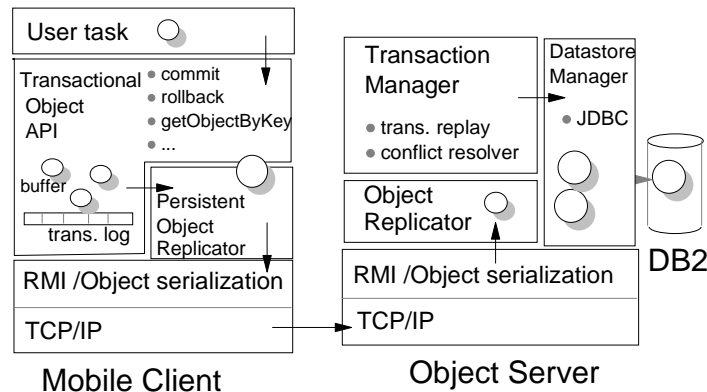 User task
Transactional
Object
API
• commit
• rollback
• getObjectByKey
• ...
buffer
trans. log
Persistent
Object
Replicator
RMI /Object serialization
TCP/IP
Mobile Client
Transaction
Manager
• trans. replay
• conflict resolver
Datastore
Manager
• JDBC
Object
Replicator
DB2
RMI /Object serialization
TCP/IP
Object Server